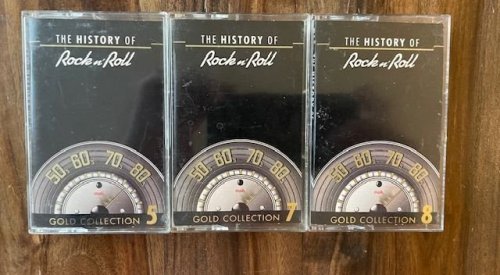 THE HISTORY OF
Rock n' Roll
50 60 70 80
GOLD COLLECTION 5
THE HISTORY OF
Rock n' Roll
50 60 70 80
GOLD COLLECTION 7
THE HISTORY OF
Rock n' Roll
50 60 70 80
GOLD COLLECTION 8